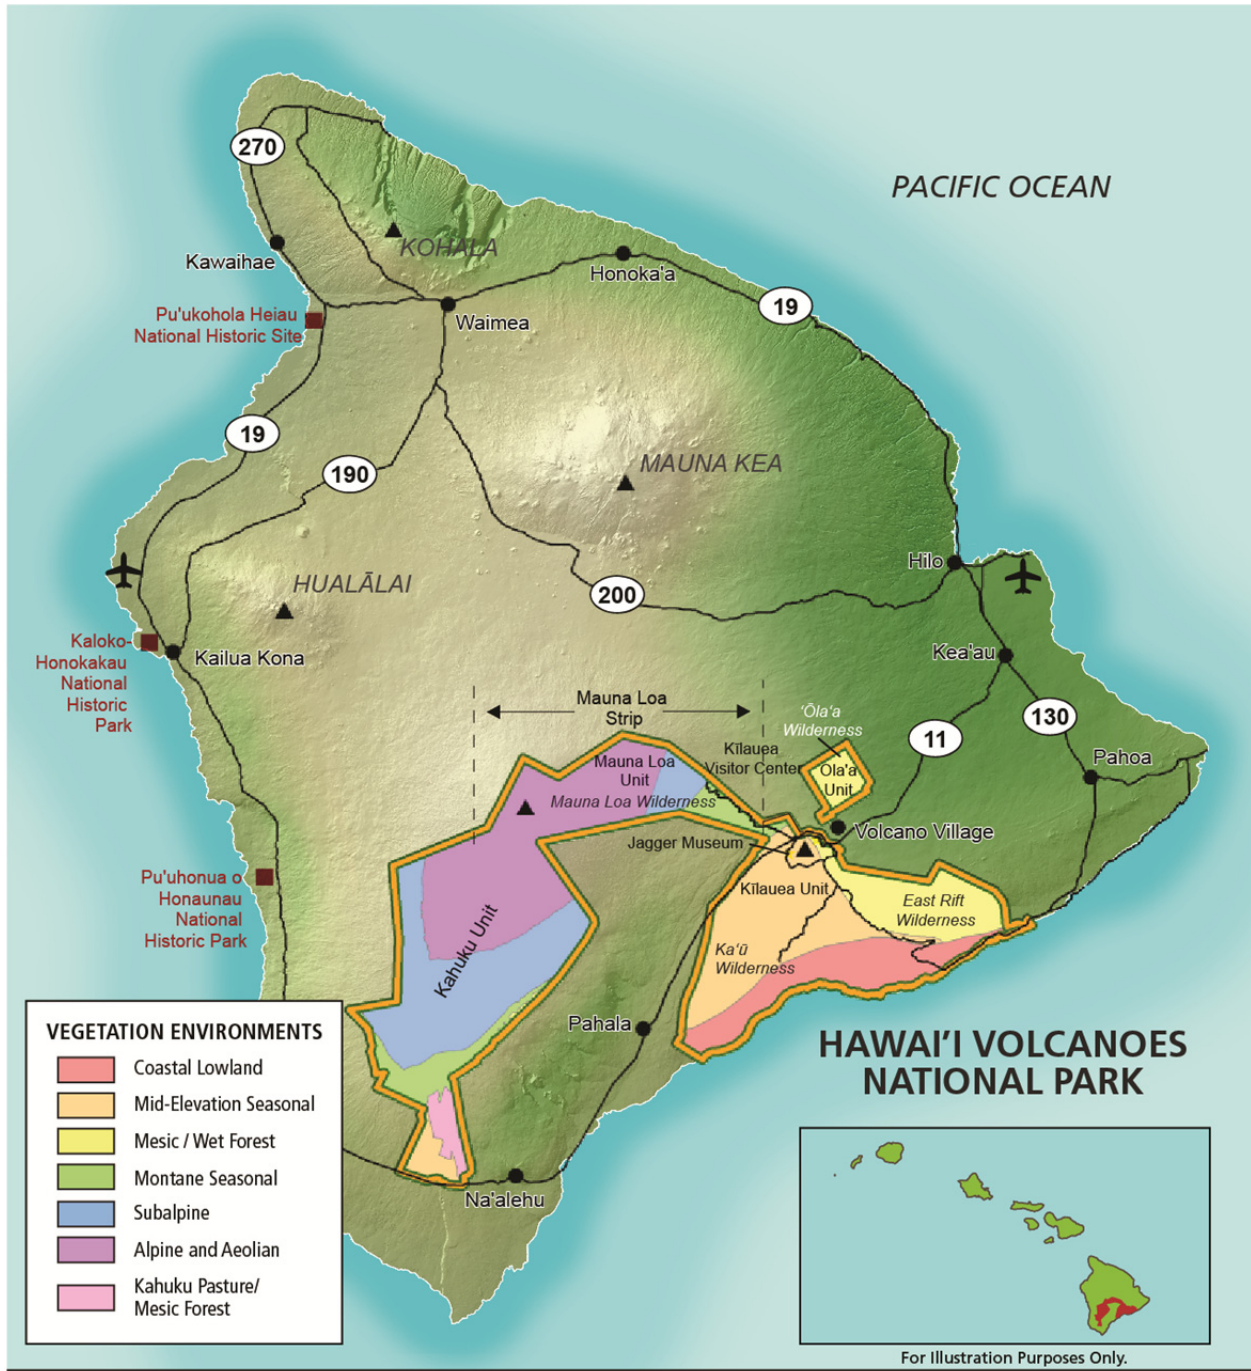 270
PACIFIC OCEAN
KOHALA
Kawaihae
Honoka'a
19
Pu'ukohola Heiau
National Historic Site
Waimea
19
190
MAUNA KEA
HUALĀLAI
200
Hilo
Kaloko-
Honokakau
National
Historic
Park
Kailua Kona
Kea'au
Mauna Loa
Strip
'Ōla'a
Wilderness
11
130
Kīlauea
Visitor Center
Mauna Loa
Unit
Mauna Loa Wilderness
Ola'a
Unit
Pahoa
Volcano Village
Jagger Museum
Pu'uhonua o
Honaunau
National
Historic Park
Kīlauea Unit
East Rift
Wilderness
Kahuku Unit
Ka'ū
Wilderness
Pahala
Na'alehu
VEGETATION ENVIRONMENTS
Coastal Lowland
Mid-Elevation Seasonal
Mesic / Wet Forest
Montane Seasonal
Subalpine
Alpine and Aeolian
Kahuku Pasture/
Mesic Forest
HAWAI'I VOLCANOES
NATIONAL PARK
For Illustration Purposes Only.